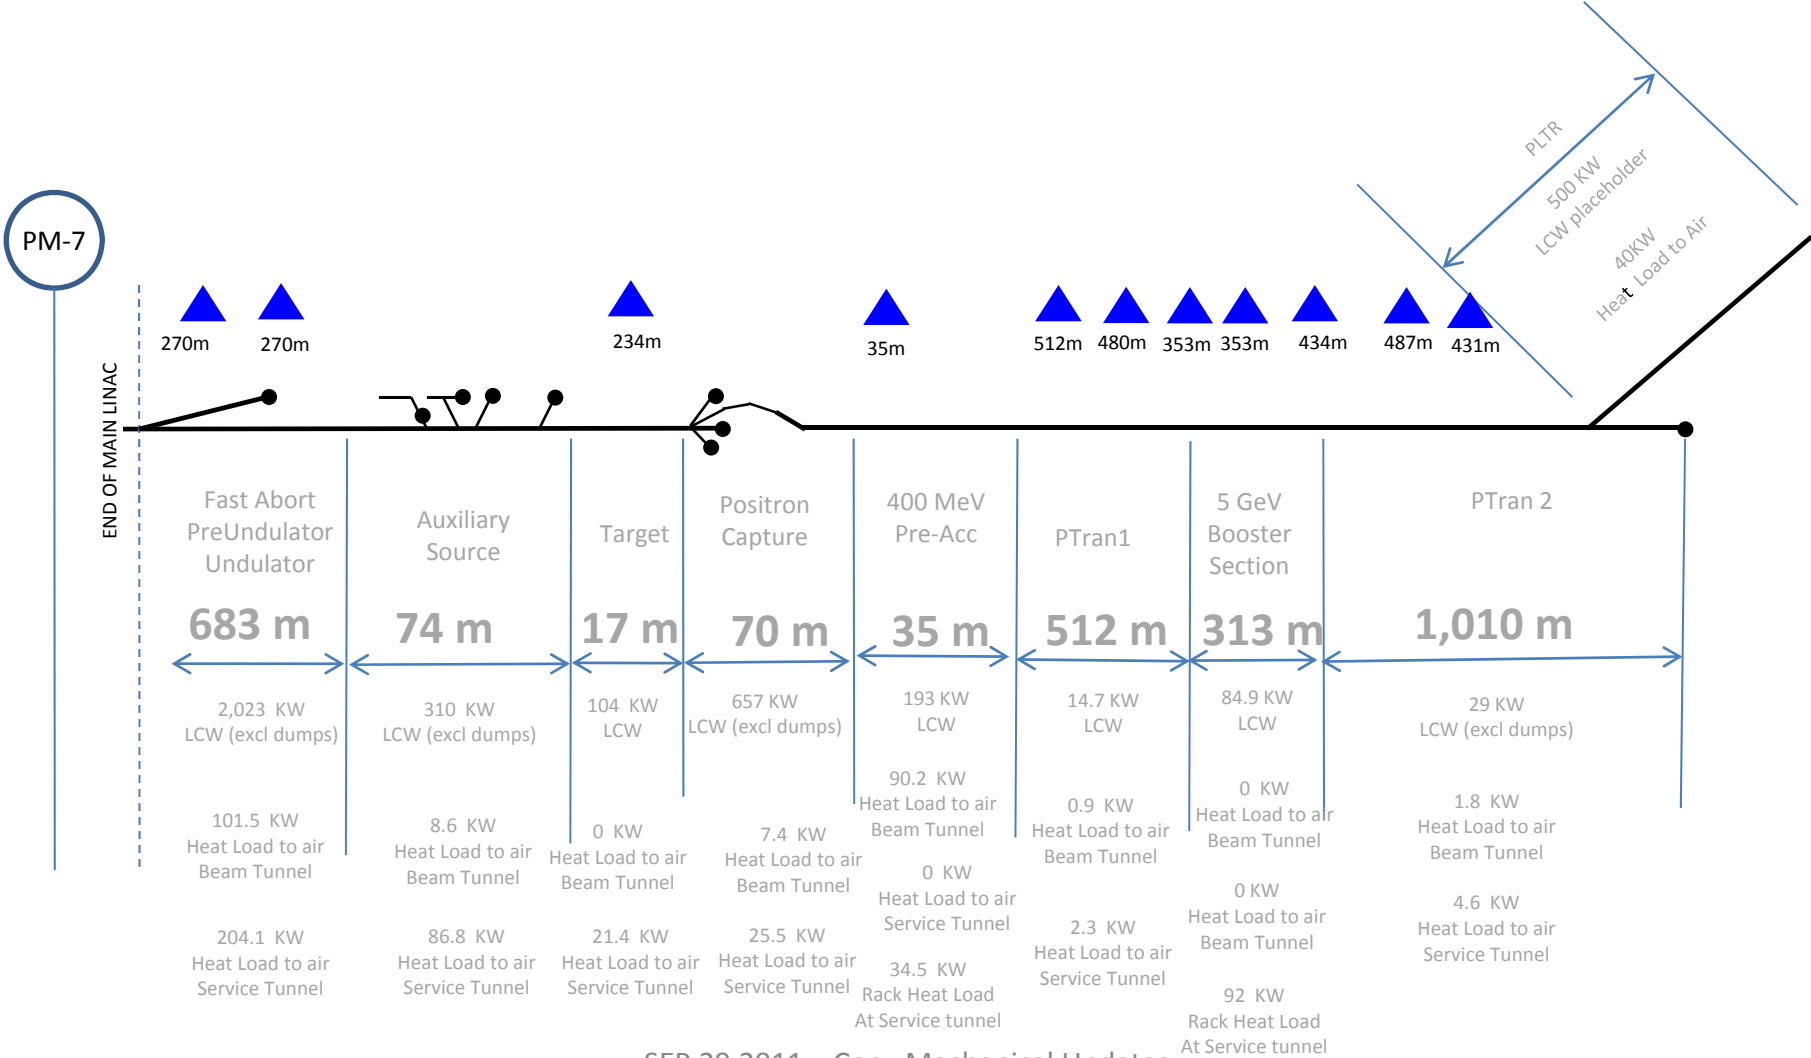 PLTR
500 KW
LCW placeholder
40KW
Heat Load to Air
PM-7
270m
270m
234m
35m
512m
480m
353m
353m
434m
487m
431m
END OF MAIN LINAC
Fast Abort
PreUndulator
Undulator
683 m
2,023 KW
LCW (excl dumps)
101.5 KW
Heat Load to air
Beam Tunnel
204.1 KW
Heat Load to air
Service Tunnel
Auxiliary
Source
74 m
310 KW
LCW (excl dumps)
8.6 KW
Heat Load to air
Beam Tunnel
86.8 KW
Heat Load to air
Service Tunnel
Target
17 m
104 KW
LCW
0 KW
Heat Load to air
Beam Tunnel
21.4 KW
Heat Load to air
Service Tunnel
Positron
Capture
70 m
657 KW
LCW (excl dumps)
7.4 KW
Heat Load to air
Beam Tunnel
25.5 KW
Heat Load to air
Service Tunnel
400 MeV
Pre-Acc
35 m
193 KW
LCW
90.2 KW
Heat Load to air
Beam Tunnel
0 KW
Heat Load to air
Service Tunnel
34.5 KW
Rack Heat Load
At Service tunnel
PTran1
512 m
14.7 KW
LCW
0.9 KW
Heat Load to air
Beam Tunnel
2.3 KW
Heat Load to air
Service Tunnel
5 GeV
Booster
Section
313 m
84.9 KW
LCW
0 KW
Heat Load to air
Beam Tunnel
0 KW
Heat Load to air
Beam Tunnel
92 KW
Rack Heat Load
At Service tunnel
PTran 2
1,010 m
29 KW
LCW (excl dumps)
1.8 KW
Heat Load to air
Beam Tunnel
4.6 KW
Heat Load to air
Service Tunnel